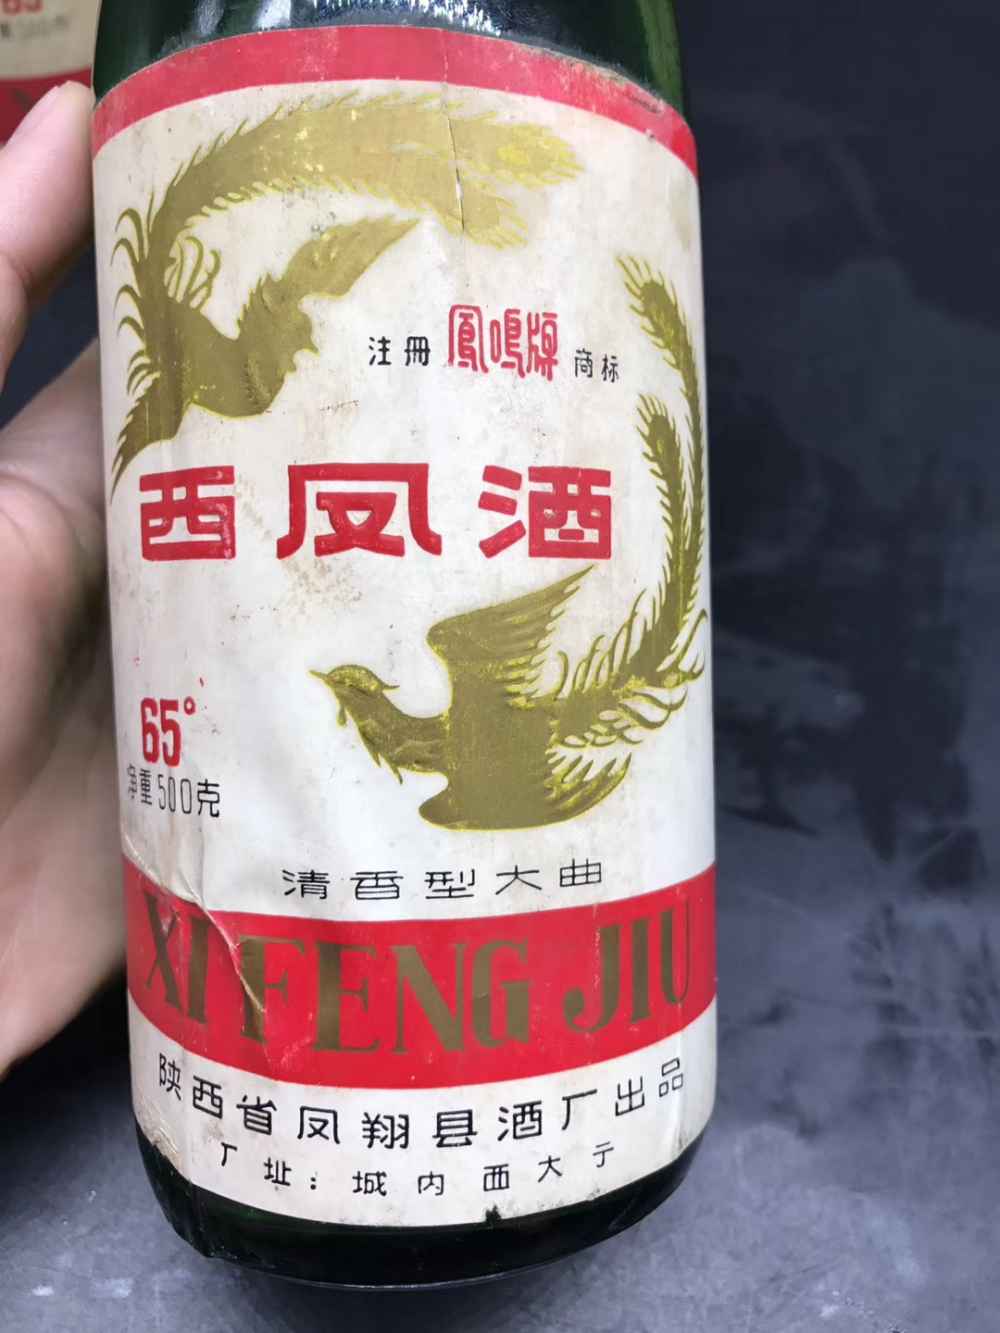 注册 鳳鳴牌 商标
西凤酒
65°
净重500克
清香型大曲
XIFENG JIU
陕西省凤翔县酒厂出品
厂址：城内西大亍